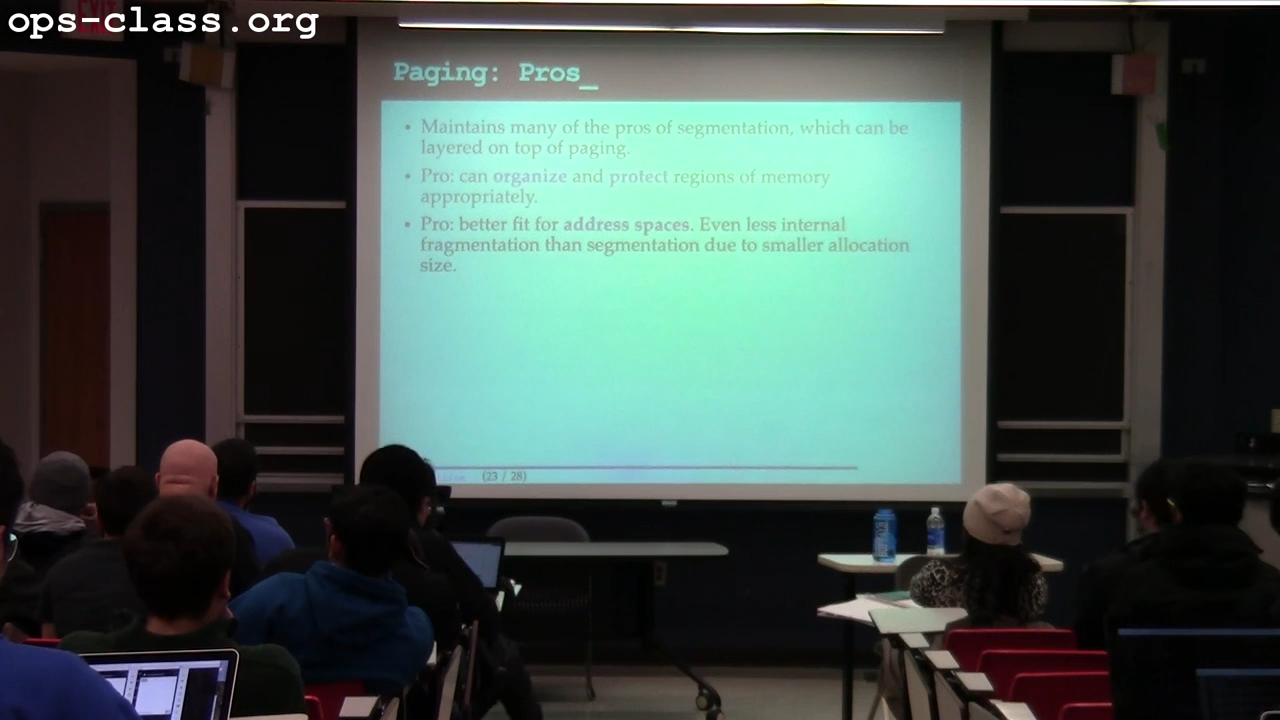 ops-class.org
EXIT
Paging: Pros_
• Maintains many of the pros of segmentation, which can be
layered on top of paging.
• Pro: can organize and protect regions of memory
appropriately.
• Pro: better fit for address spaces. Even less internal
fragmentation than segmentation due to smaller allocation
size.
(23 / 28)